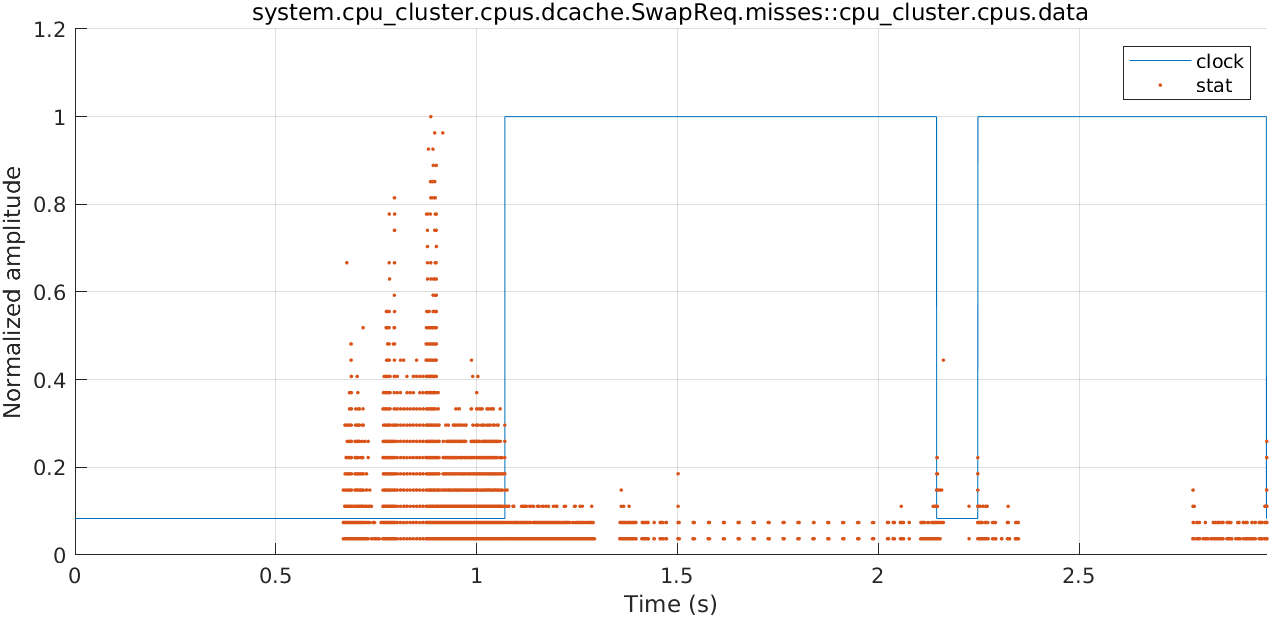 system.cpu_cluster.cpus.dcache.SwapReq.misses::cpu_cluster.cpus.data
1.2
1
0.8
0.6
0.4
0.2
0
Normalized amplitude
clock
stat
0
0.5
1
1.5
2
2.5
Time (s)